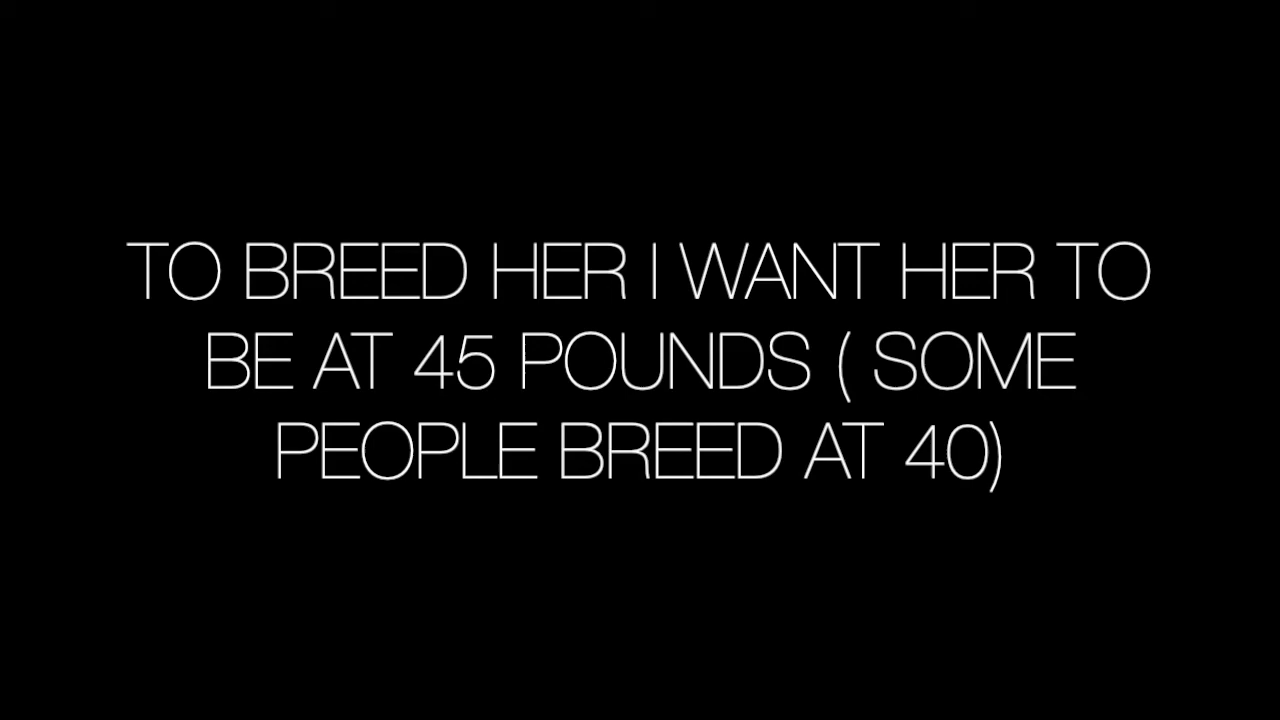 TO BREED HER I WANT HER TO
BE AT 45 POUNDS ( SOME
PEOPLE BREED AT 40)